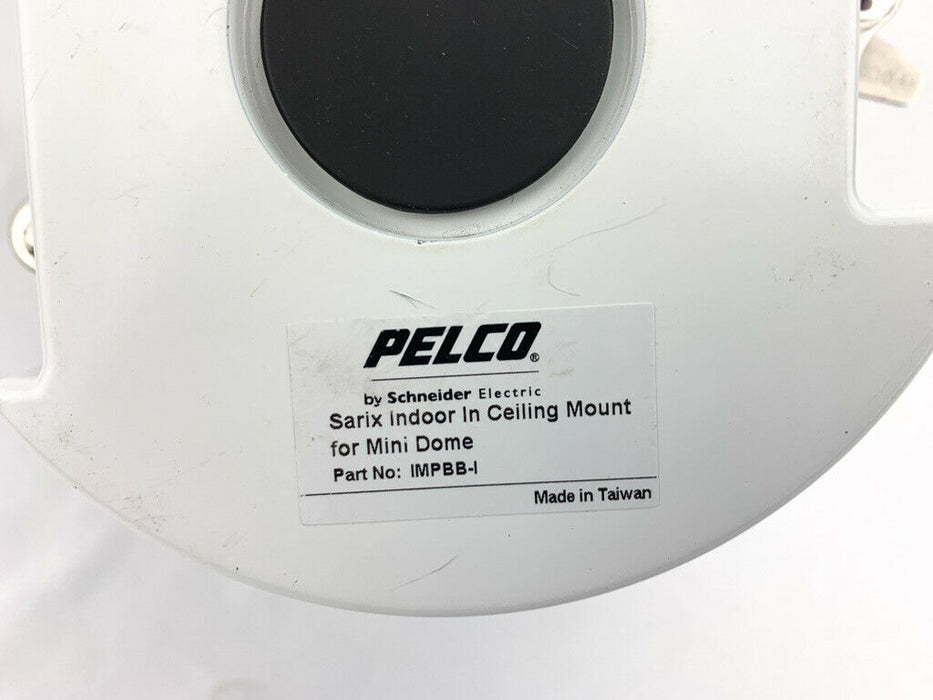 PELCO®
by Schneider Electric
Sarix Indoor In Ceiling Mount
for Mini Dome
Part No: IMPBB-I
Made in Taiwan